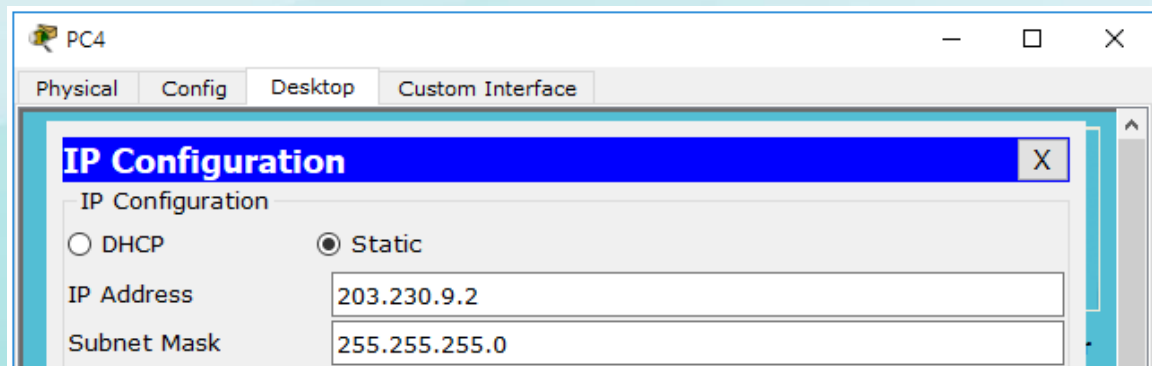 PC4
Physical Config Desktop Custom Interface
IP Configuration X
IP Configuration
DHCP Static
IP Address 203.230.9.2
Subnet Mask 255.255.255.0